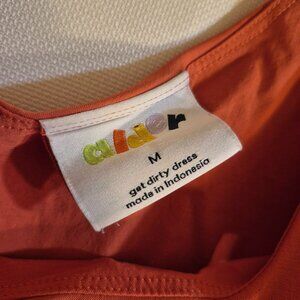 alder
M
get dirty dress
made in Indonesia